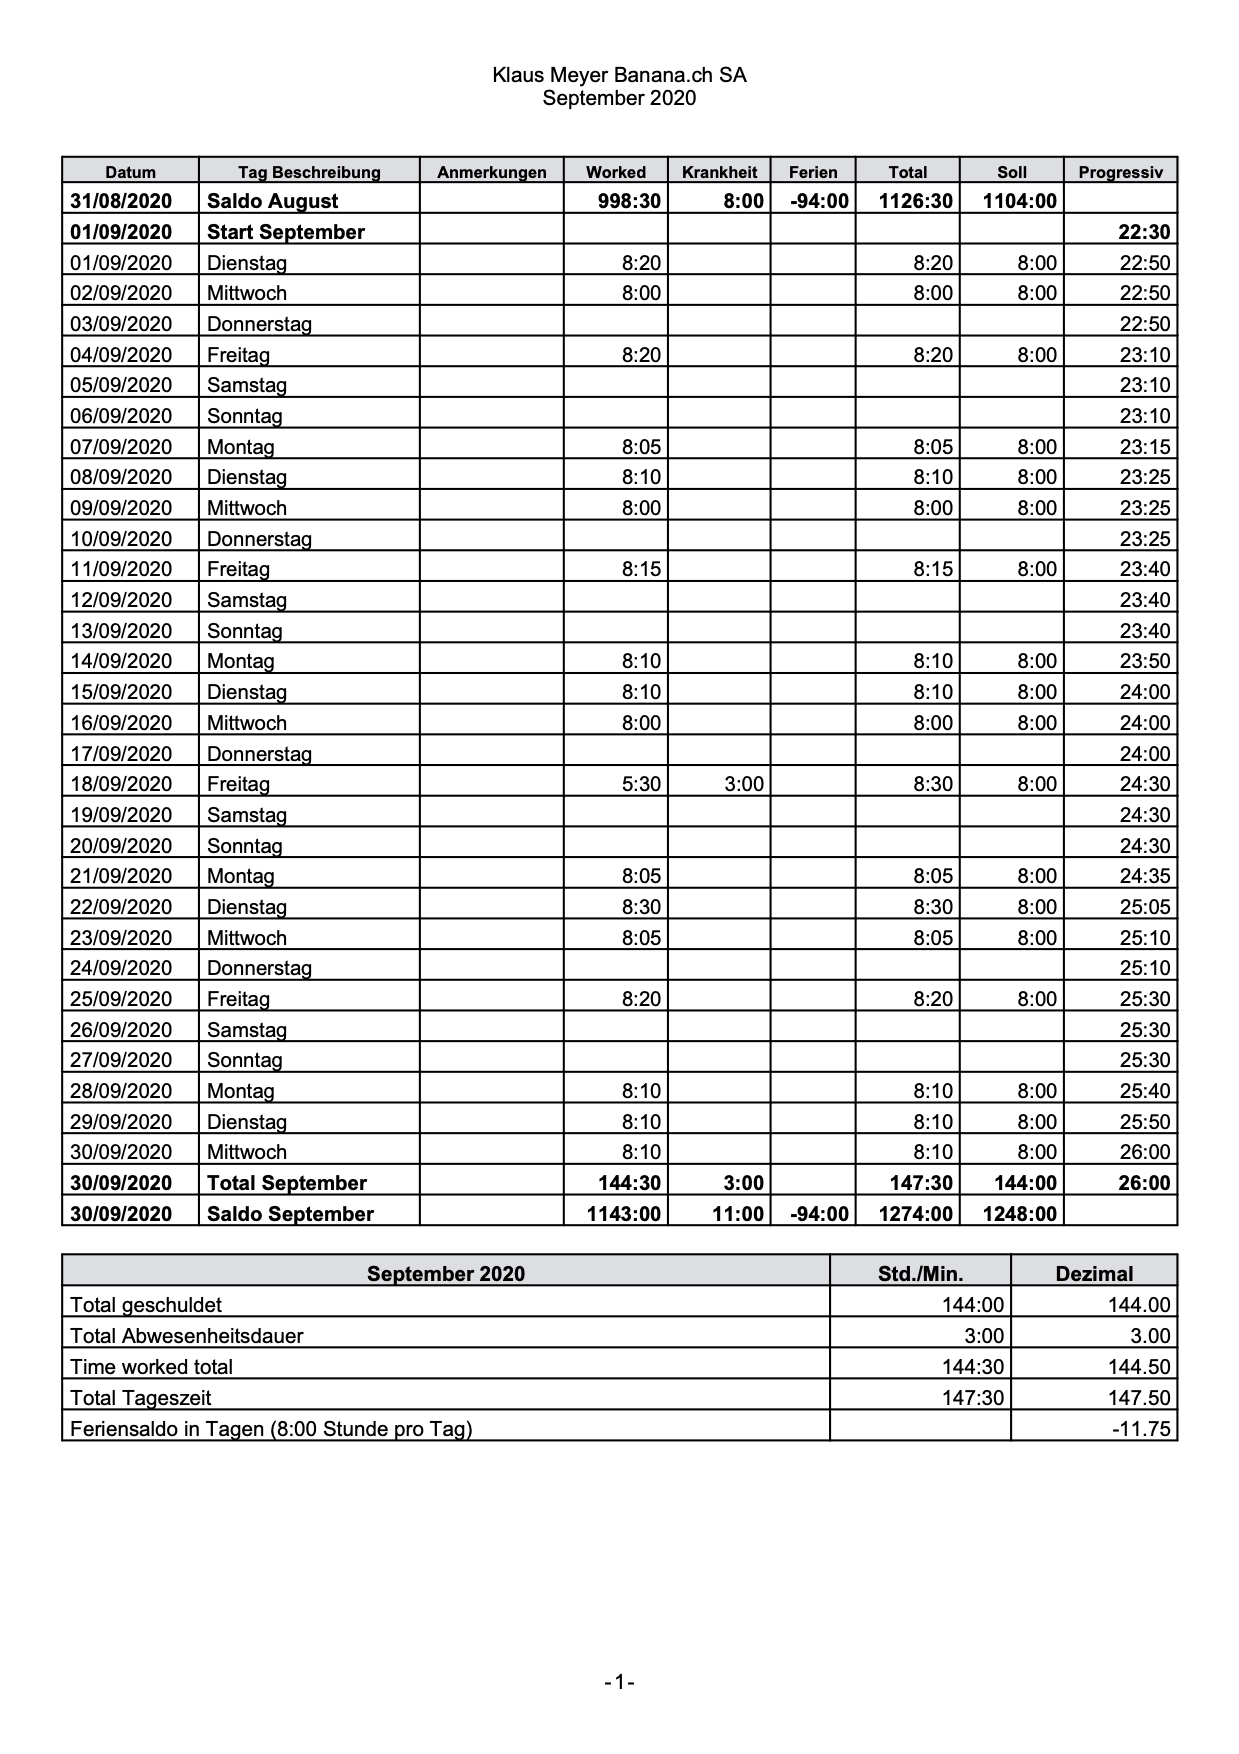 Klaus Meyer Banana.ch SA
September 2020
Datum Tag Beschreibung Anmerkungen Worked Krankheit Ferien Total Soll Progressiv
31/08/2020 Saldo August 998:30 8:00 -94:00 1126:30 1104:00
01/09/2020 Start September 22:30
01/09/2020 Dienstag 8:20 8:20 8:00 22:50
02/09/2020 Mittwoch 8:00 8:00 8:00 22:50
03/09/2020 Donnerstag 22:50
04/09/2020 Freitag 8:20 8:20 8:00 23:10
05/09/2020 Samstag 23:10
06/09/2020 Sonntag 23:10
07/09/2020 Montag 8:05 8:05 8:00 23:15
08/09/2020 Dienstag 8:10 8:10 8:00 23:25
09/09/2020 Mittwoch 8:00 8:00 8:00 23:25
10/09/2020 Donnerstag 23:25
11/09/2020 Freitag 8:15 8:15 8:00 23:40
12/09/2020 Samstag 23:40
13/09/2020 Sonntag 23:40
14/09/2020 Montag 8:10 8:10 8:00 23:50
15/09/2020 Dienstag 8:10 8:10 8:00 24:00
16/09/2020 Mittwoch 8:00 8:00 8:00 24:00
17/09/2020 Donnerstag 24:00
18/09/2020 Freitag 5:30 3:00 8:30 8:00 24:30
19/09/2020 Samstag 24:30
20/09/2020 Sonntag 24:30
21/09/2020 Montag 8:05 8:05 8:00 24:35
22/09/2020 Dienstag 8:30 8:30 8:00 25:05
23/09/2020 Mittwoch 8:05 8:05 8:00 25:10
24/09/2020 Donnerstag 25:10
25/09/2020 Freitag 8:20 8:20 8:00 25:30
26/09/2020 Samstag 25:30
27/09/2020 Sonntag 25:30
28/09/2020 Montag 8:10 8:10 8:00 25:40
29/09/2020 Dienstag 8:10 8:10 8:00 25:50
30/09/2020 Mittwoch 8:10 8:10 8:00 26:00
30/09/2020 Total September 144:30 3:00 147:30 144:00 26:00
30/09/2020 Saldo September 1143:00 11:00 -94:00 1274:00 1248:00
September 2020 Std./Min. Dezimal
Total geschuldet 144:00 144.00
Total Abwesenheitsdauer 3:00 3.00
Time worked total 144:30 144.50
Total Tageszeit 147:30 147.50
Feriensaldo in Tagen (8:00 Stunde pro Tag) -11.75
-1-